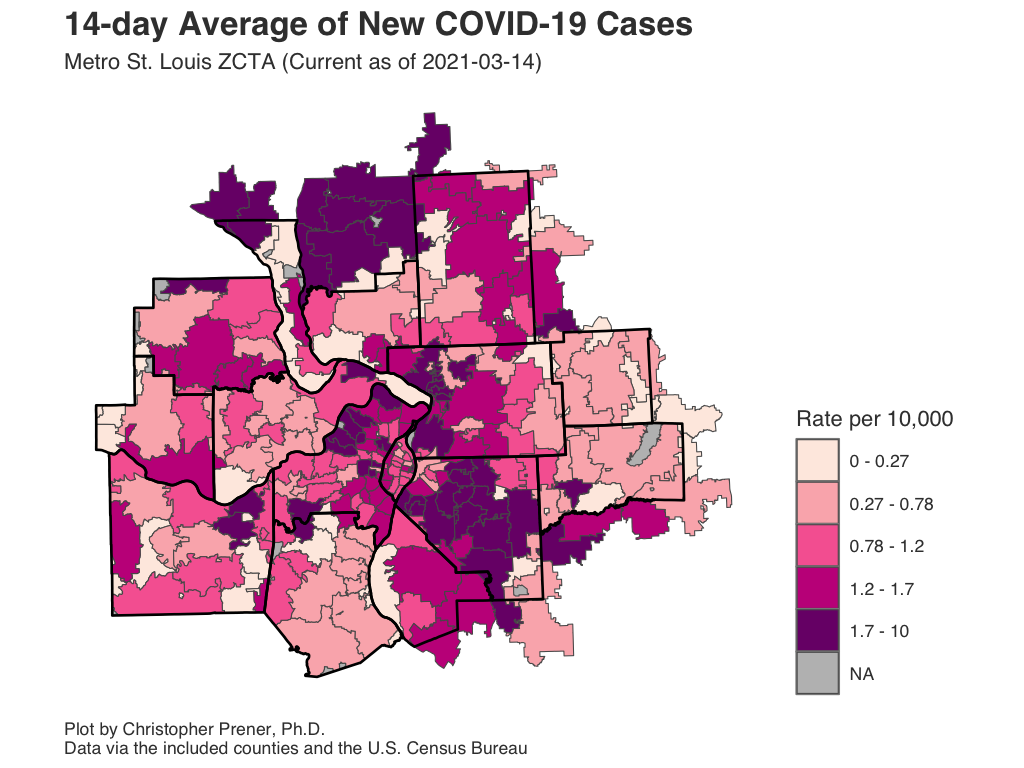 14-day Average of New COVID-19 Cases
Metro St. Louis ZCTA (Current as of 2021-03-14)
Rate per 10,000
0 - 0.27
0.27 - 0.78
0.78 - 1.2
1.2 - 1.7
1.7 - 10
NA
Plot by Christopher Prener, Ph.D.
Data via the included counties and the U.S. Census Bureau